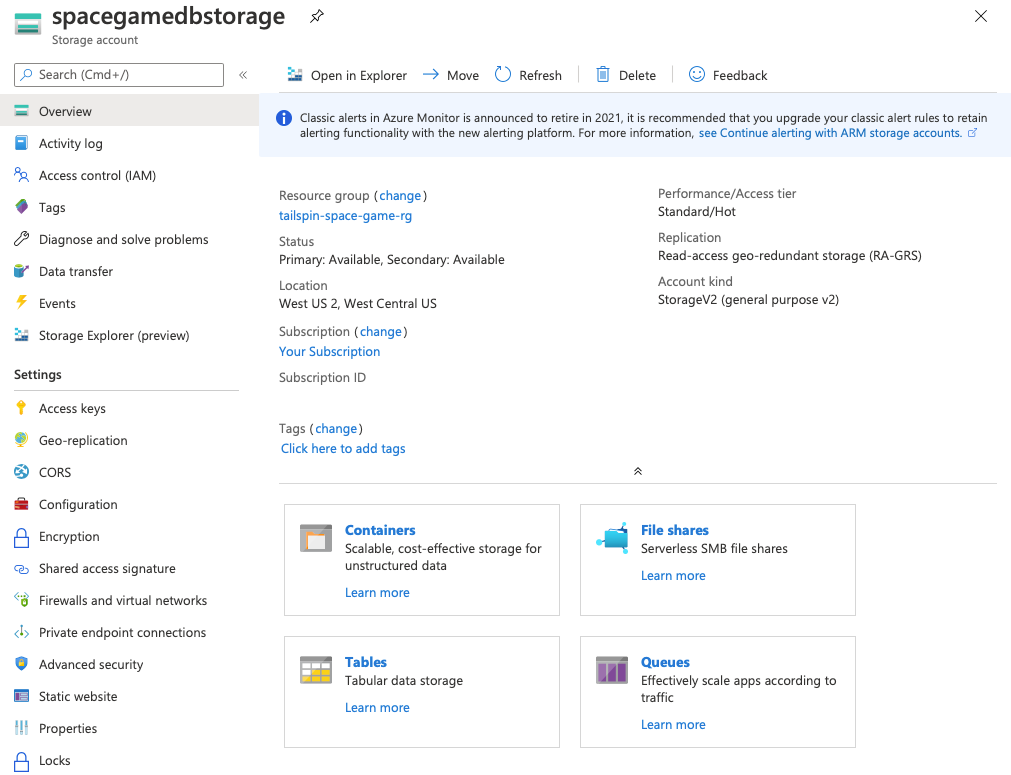 spacegamedbstorage
Storage account
Search (Cmd+/)
«
Open in Explorer
Move
Refresh
Delete
Feedback
Overview
Activity log
Access control (IAM)
Tags
Diagnose and solve problems
Data transfer
Events
Storage Explorer (preview)
Settings
Access keys
Geo-replication
CORS
Configuration
Encryption
Shared access signature
Firewalls and virtual networks
Private endpoint connections
Advanced security
Static website
Properties
Locks
Classic alerts in Azure Monitor is announced to retire in 2021, it is recommended that you upgrade your classic alert rules to retain
alerting functionality with the new alerting platform. For more information, see Continue alerting with ARM storage accounts.
Resource group (change)
tailspin-space-game-rg
Status
Primary: Available, Secondary: Available
Location
West US 2, West Central US
Subscription (change)
Your Subscription
Subscription ID
Tags (change)
Click here to add tags
Performance/Access tier
Standard/Hot
Replication
Read-access geo-redundant storage (RA-GRS)
Account kind
StorageV2 (general purpose v2)
Containers
Scalable, cost-effective storage for
unstructured data
Learn more
File shares
Serverless SMB file shares
Learn more
Tables
Tabular data storage
Learn more
Queues
Effectively scale apps according to
traffic
Learn more